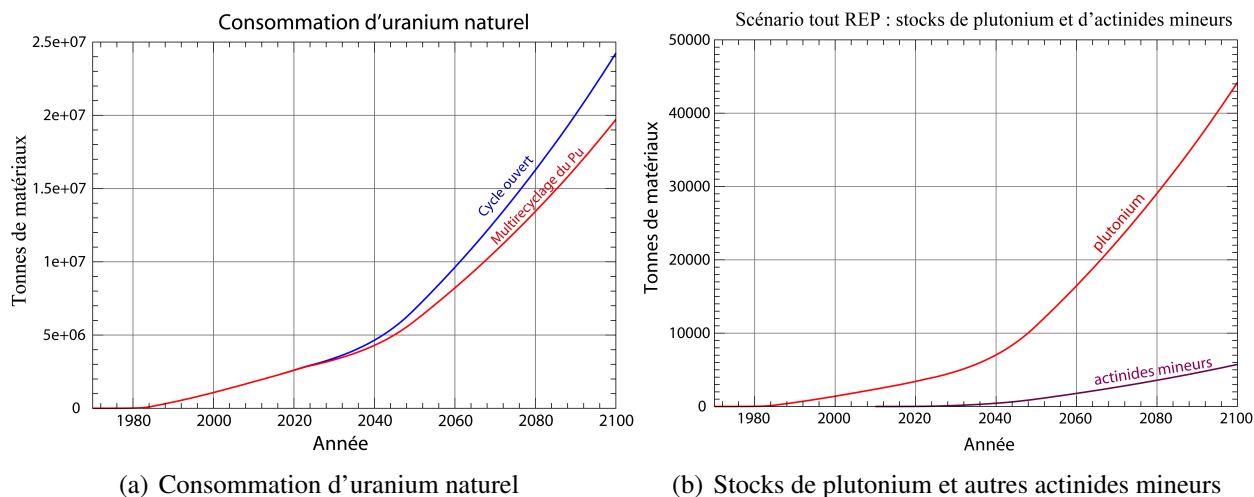 Consommation d'uranium naturel
2.5e+07
2e+07
1.5e+07
1e+07
5e+06
0
Tonnes de matériaux
Cycle ouvert
Multirecyclage du Pu
1980 2000 2020 2040 2060 2080 2100
Année
(a) Consommation d'uranium naturel
Scénario tout REP : stocks de plutonium et d'actinides mineurs
50000
40000
30000
20000
10000
0
Tonnes de matériaux
plutonium
actinides mineurs
1980 2000 2020 2040 2060 2080 2100
Année
(b) Stocks de plutonium et autres actinides mineurs